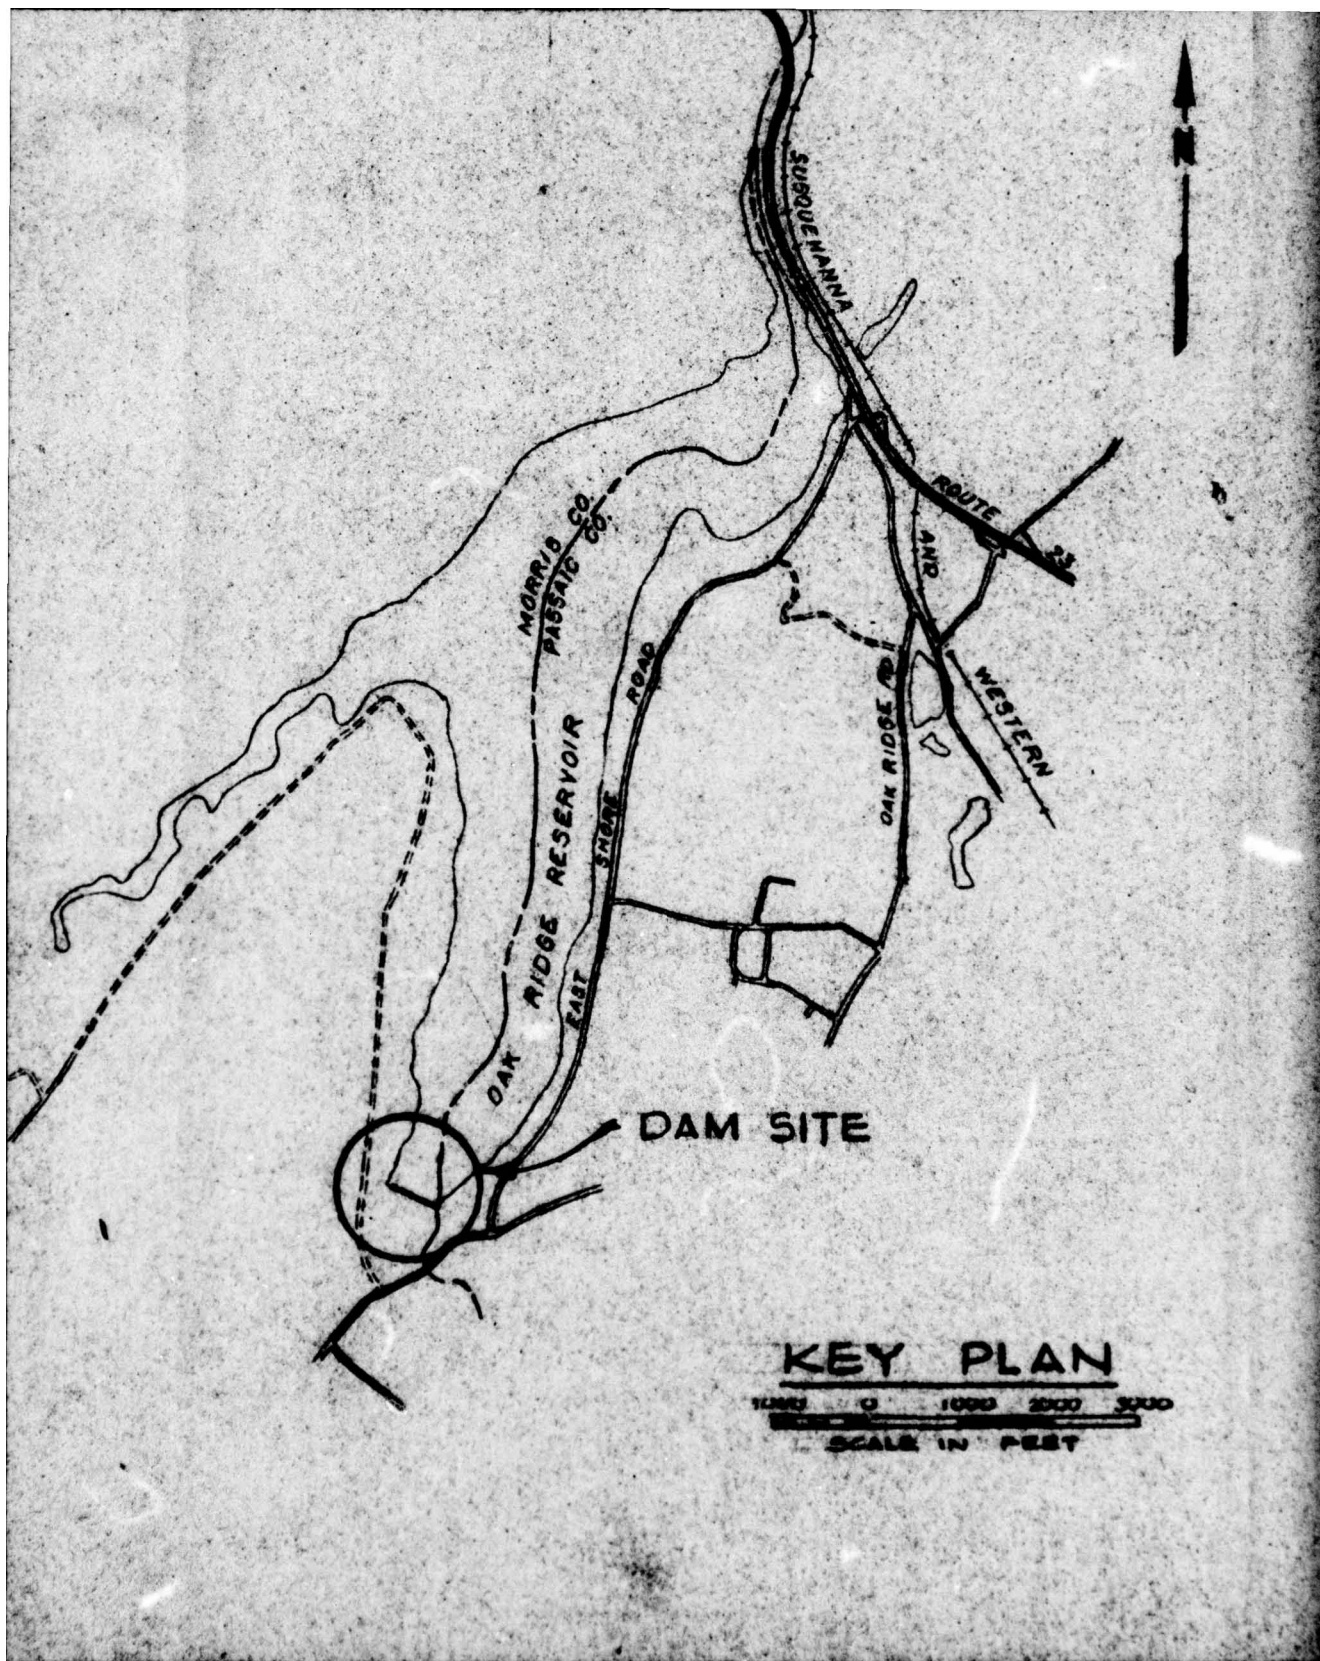 N
SUSQUEHANNA
ROUTE
23
AND
MORRIS CO.
PASSAIC CO.
ROAD
OAK RIDGE RD
WESTERN
OAK RIDGE RESERVOIR
SHORE
EAST
DAM SITE
KEY PLAN
1000 0 1000 2000 3000
SCALE IN FEET